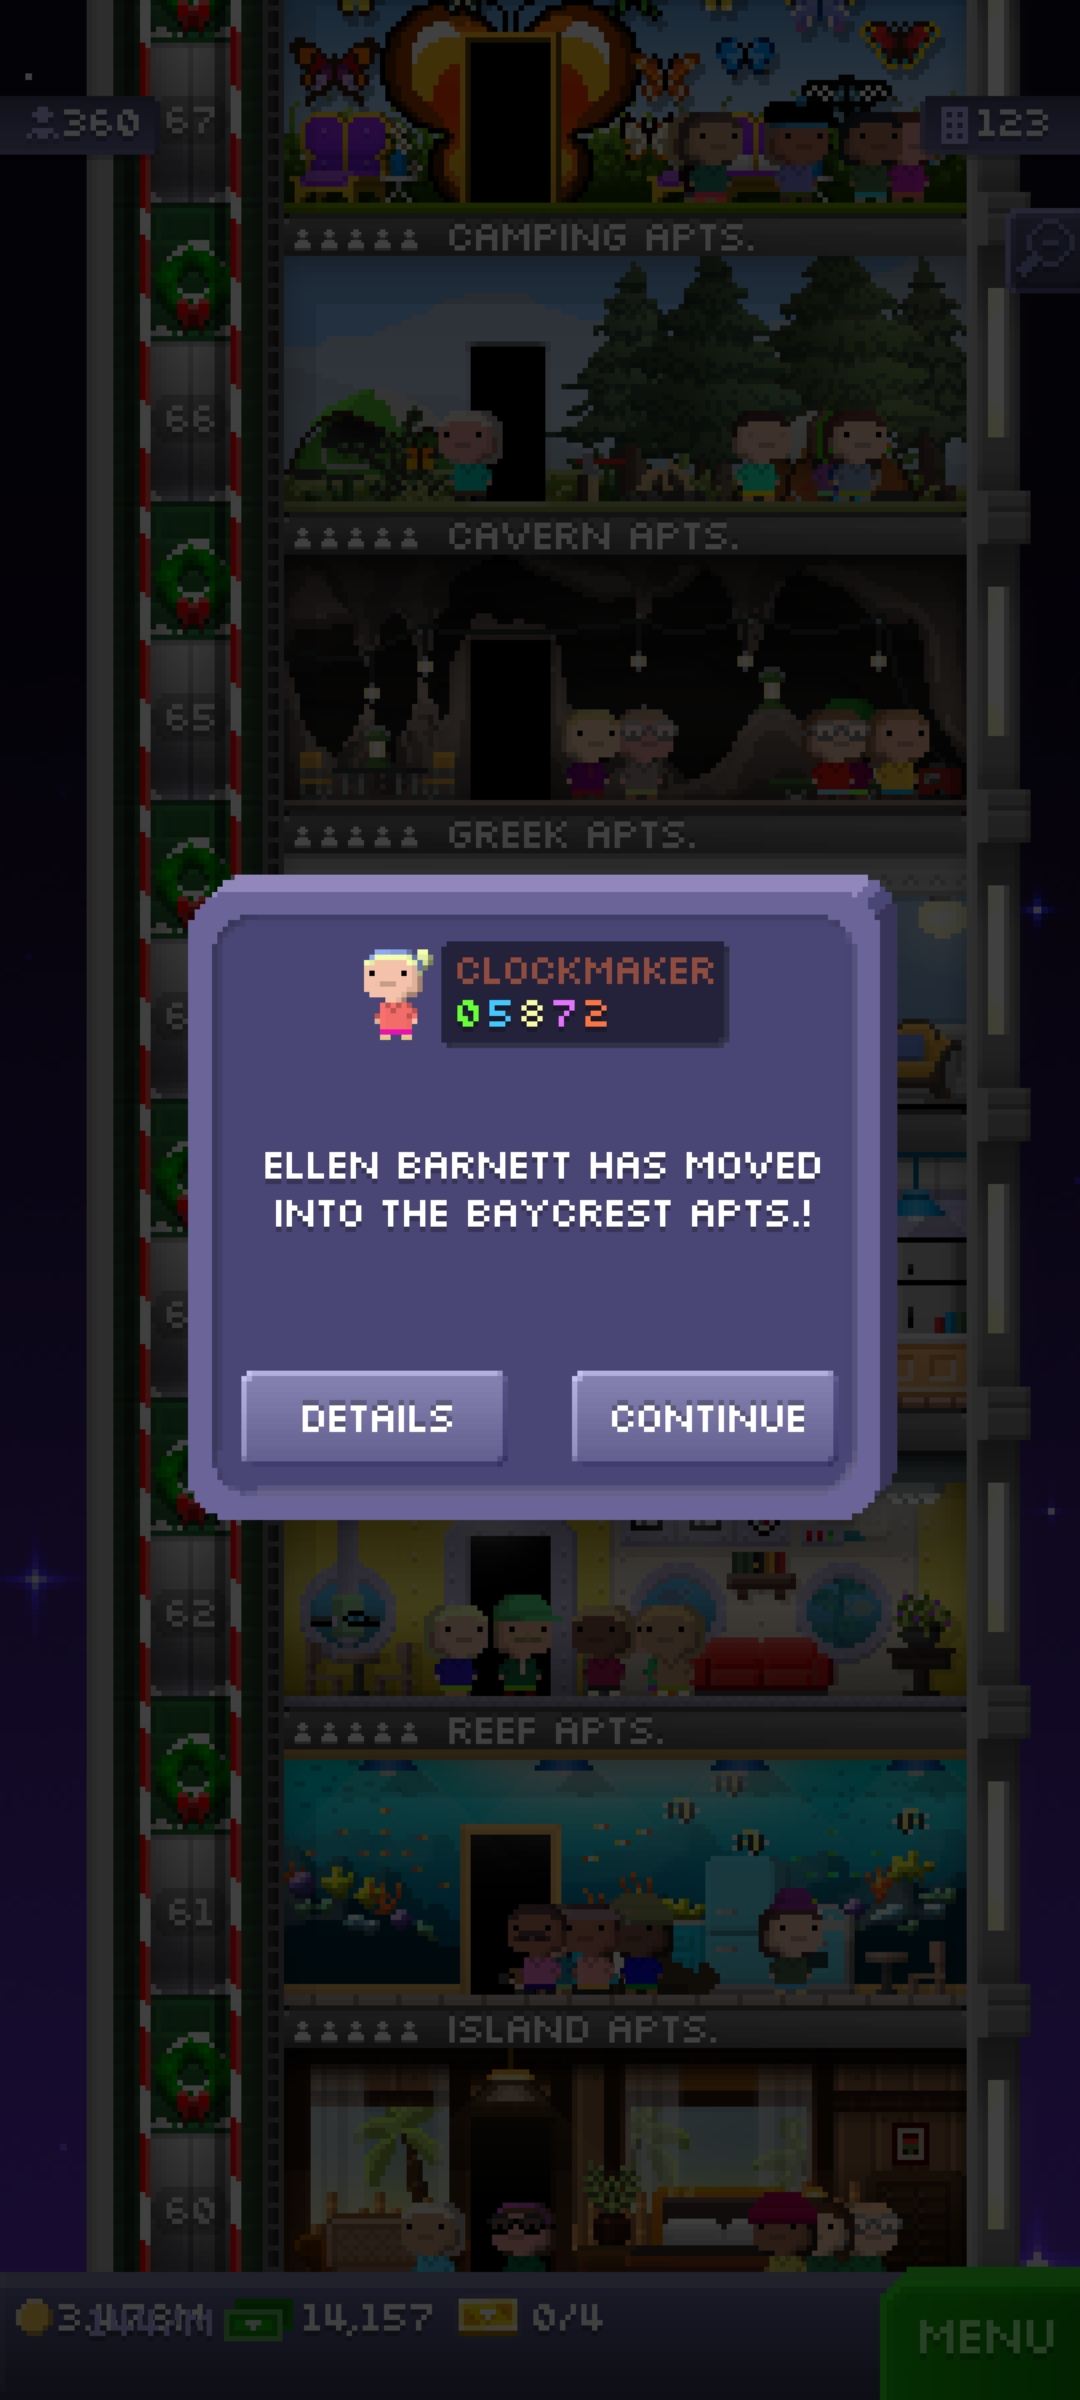 360
67
123
CAMPING APTS.
66
CAVERN APTS.
65
GREEK APTS.
CLOCKMAKER
05872
ELLEN BARNETT HAS MOVED
INTO THE BAYCREST APTS.!
DETAILS
CONTINUE
62
REEF APTS.
61
ISLAND APTS.
60
14,157
0/4
MENU